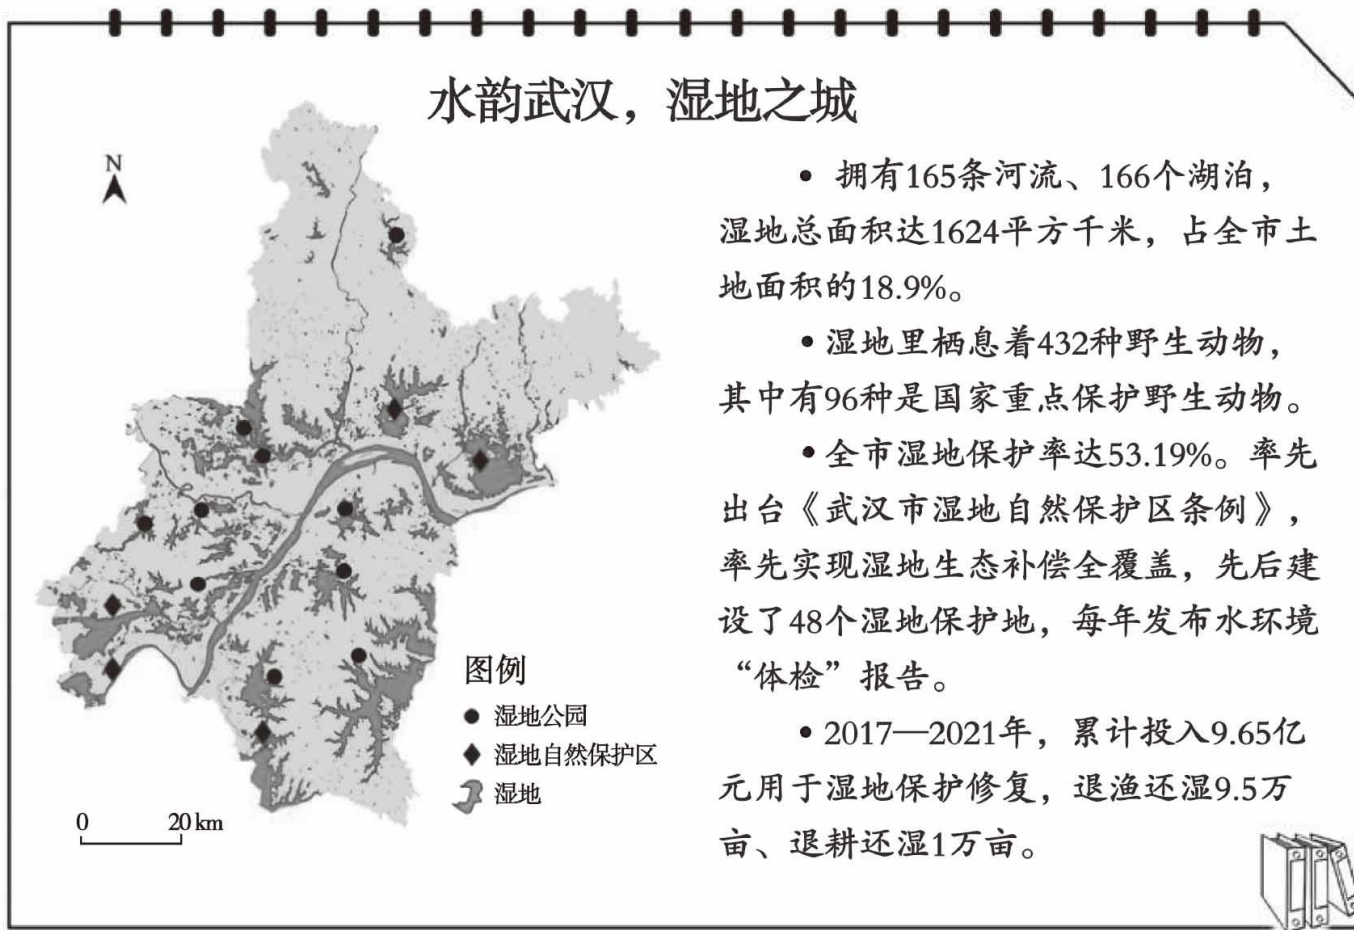 水韵武汉，湿地之城
N
• 拥有165条河流、166个湖泊，
湿地总面积达1624平方千米，占全市土
地面积的18.9%。
• 湿地里栖息着432种野生动物，
其中有96种是国家重点保护野生动物。
• 全市湿地保护率达53.19%。率先
出台《武汉市湿地自然保护区条例》，
率先实现湿地生态补偿全覆盖，先后建
设了48个湿地保护地，每年发布水环境
“体检”报告。
• 2017—2021年，累计投入9.65亿
元用于湿地保护修复，退渔还湿9.5万
亩、退耕还湿1万亩。
图例
湿地公园
湿地自然保护区
湿地
0 20 km